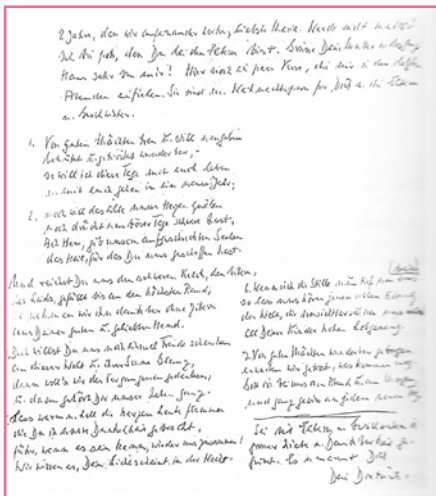 2 Jahre, den wir aufeinander warten, liebste Maria. Werde nicht mutlos!
Ich bin froh, dass Du bei den Eltern bist. Grüsse Deine Mutter u. das ganze
Haus sehr von mir! Hier noch ein paar Verse, die mir in den letzten
Abenden einfielen. Sie sind der Weihnachtsgruss für Dich u. die Eltern
u. Geschwister.
1. Von guten Mächten treu u. still umgeben
behütet u. getröstet wunderbar, –
so will ich diese Tage mit euch leben
u. mit euch gehen in ein neues Jahr;
2. noch will das alte unsre Herzen quälen
noch drückt uns böser Tage schwere Last,
Ach Herr, gib unsern aufgescheuchten Seelen
das Heil, für das Du uns geschaffen hast.
Und reichst Du uns den schweren Kelch, den bittern,
des Leids, gefüllt bis an den höchsten Rand,
so nehmen wir ihn dankbar ohne Zittern
aus Deiner guten u. geliebten Hand.
Doch willst Du uns noch einmal Freude schenken
an dieser Welt u. ihrer Sonne Glanz,
dann woll'n wir des Vergangenen gedenken,
u. dann gehört Dir unser Leben ganz.
Lass warm u. hell die Kerzen heute flammen
die Du in unsre Dunkelheit gebracht,
führ, wenn es sein kann, wieder uns zusammen!
Wir wissen es, Dein Licht scheint in der Nacht.
6. Wenn sich die Stille nun tief um uns
so lass uns hören jenen vollen Klang
der Welt, die unsichtbar sich um uns
all Deiner Kinder hohen Lobgesang.
7. Von guten Mächten wunderbar geborgen
erwarten wir getrost, was kommen mag.
Gott ist bei uns am Abend u. am Morgen,
und ganz gewiss an jedem neuen Tag.
Sei mit Eltern u. Geschwistern in
grosser Liebe u. Dankbarkeit ge-
grüsst. Es umarmt Dich
Dein Dietrich.